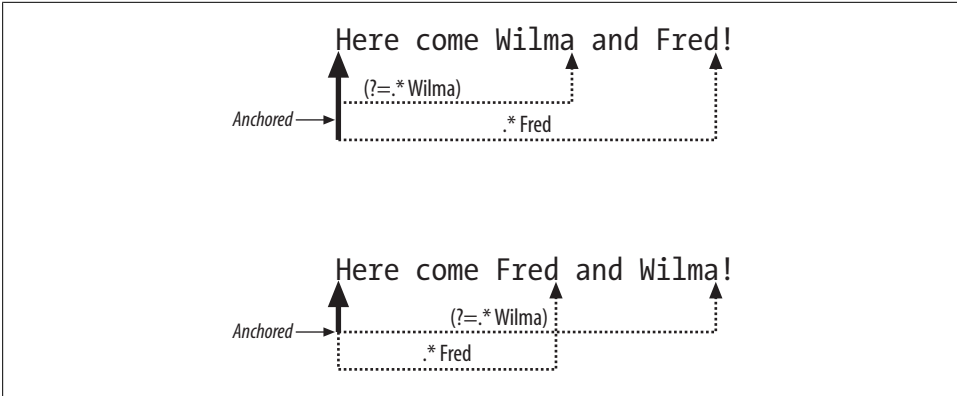 Here come Wilma and Fred!
(?=.* Wilma)
Anchored
.* Fred
Here come Fred and Wilma!
(?=.* Wilma)
Anchored
.* Fred